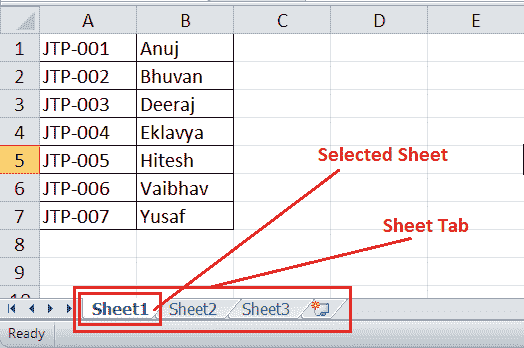 A B C D E
1 JTP-001 Anuj
2 JTP-002 Bhuvan
3 JTP-003 Deeraj
4 JTP-004 Eklavya
5 JTP-005 Hitesh
Selected Sheet
6 JTP-006 Vaibhav
7 JTP-007 Yusaf
Sheet Tab
8
9
10
Sheet1 Sheet2 Sheet3
Ready